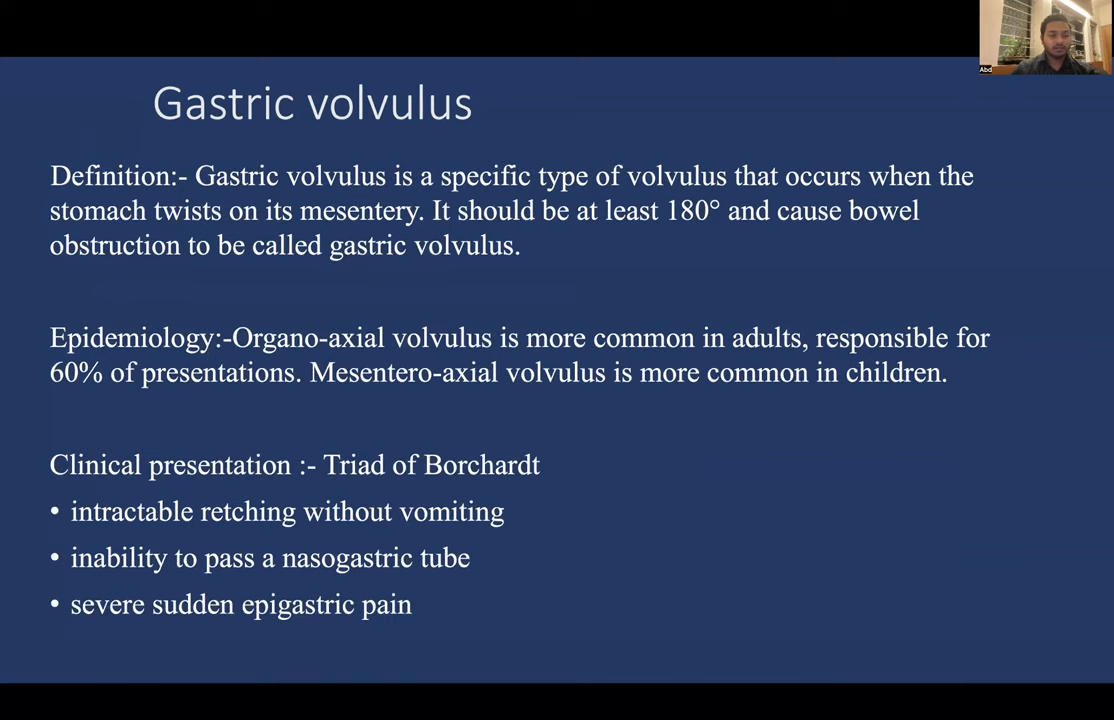 Abd
Gastric volvulus
Definition:- Gastric volvulus is a specific type of volvulus that occurs when the
stomach twists on its mesentery. It should be at least 180° and cause bowel
obstruction to be called gastric volvulus.
Epidemiology:-Organo-axial volvulus is more common in adults, responsible for
60% of presentations. Mesentero-axial volvulus is more common in children.
Clinical presentation :- Triad of Borchardt
• intractable retching without vomiting
• inability to pass a nasogastric tube
• severe sudden epigastric pain